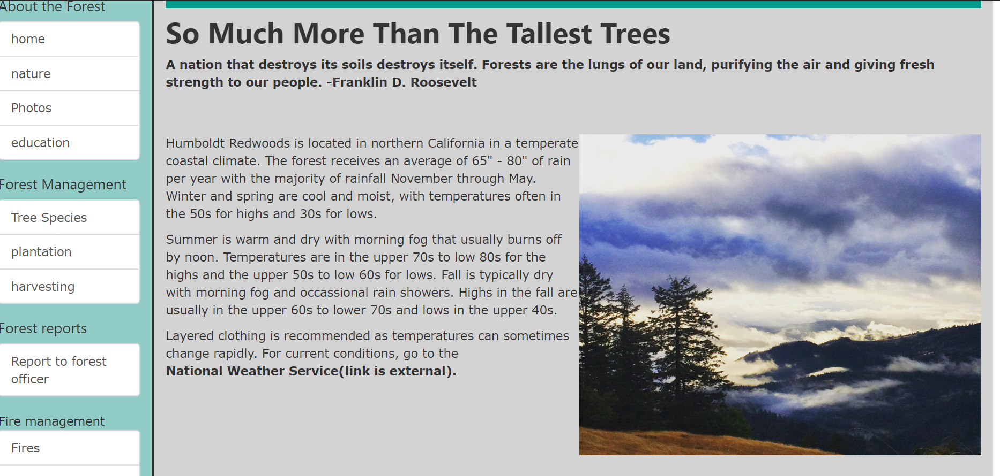 About the Forest
home
nature
Photos
education
Forest Management
Tree Species
plantation
harvesting
Forest reports
Report to forest
officer
Fire management
Fires
So Much More Than The Tallest Trees
A nation that destroys its soils destroys itself. Forests are the lungs of our land, purifying the air and giving fresh
strength to our people. -Franklin D. Roosevelt
Humboldt Redwoods is located in northern California in a temperate
coastal climate. The forest receives an average of 65" - 80" of rain
per year with the majority of rainfall November through May.
Winter and spring are cool and moist, with temperatures often in
the 50s for highs and 30s for lows.
Summer is warm and dry with morning fog that usually burns off
by noon. Temperatures are in the upper 70s to low 80s for the
highs and the upper 50s to low 60s for lows. Fall is typically dry
with morning fog and occassional rain showers. Highs in the fall are
usually in the upper 60s to lower 70s and lows in the upper 40s.
Layered clothing is recommended as temperatures can sometimes
change rapidly. For current conditions, go to the
National Weather Service(link is external).